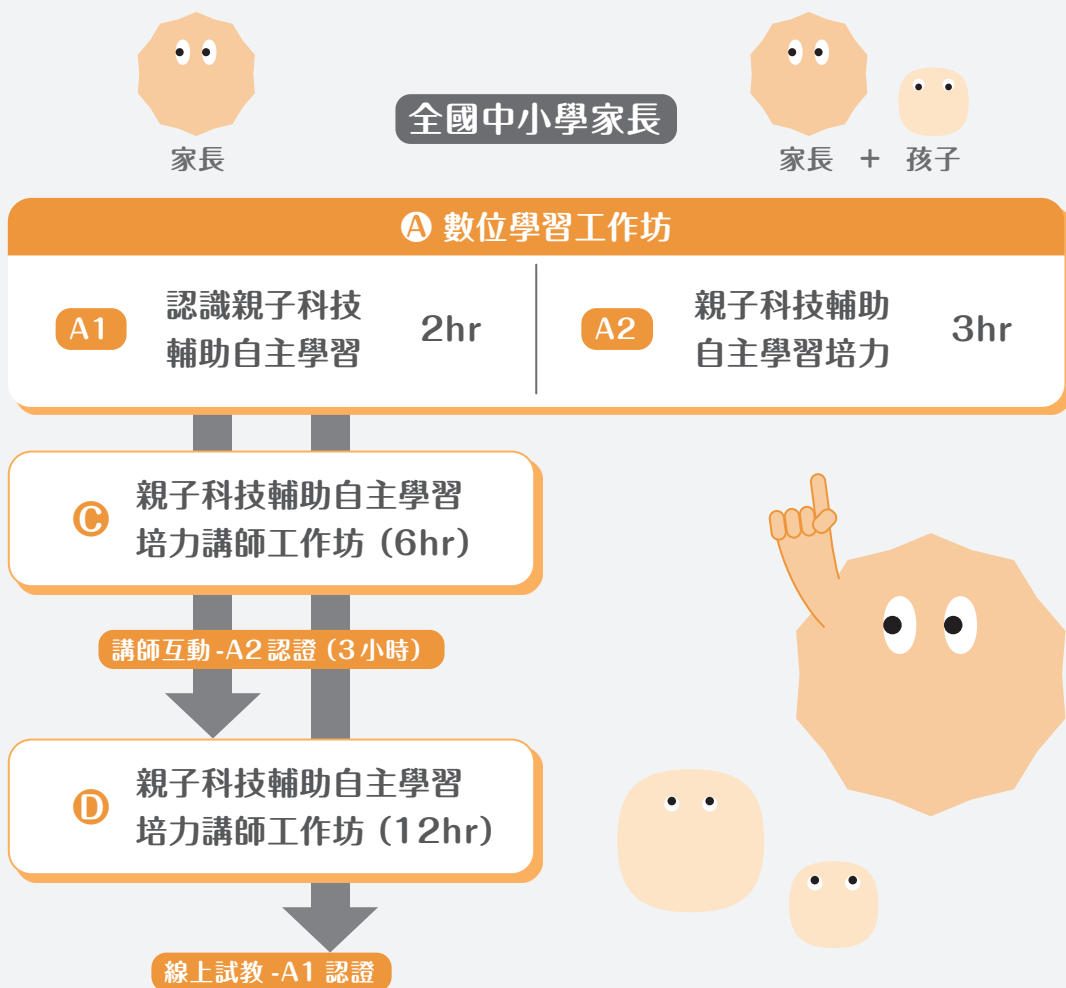 全國中小學家長
家長
家長 + 孩子
A 數位學習工作坊
A1
認識親子科技
輔助自主學習
2hr
A2
親子科技輔助
自主學習培力
3hr
C
親子科技輔助自主學習
培力講師工作坊 (6hr)
講師互動 -A2 認證 (3 小時)
D
親子科技輔助自主學習
培力講師工作坊 (12hr)
線上試教 -A1 認證